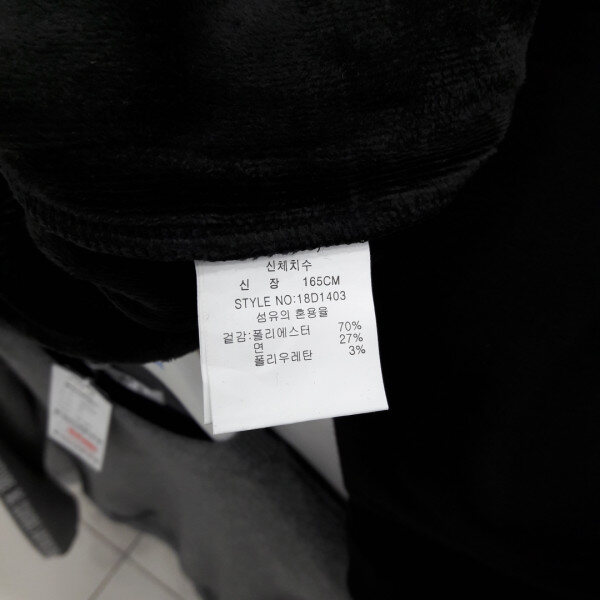 신체치수
신 장 165CM
STYLE NO:18D1403
섬유의 혼용율
겉감:폴리에스터 70%
면 27%
폴리우레탄 3%